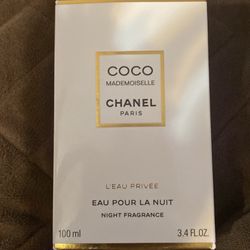 COCO
MADEMOISELLE
CHANEL
PARIS
L'EAU PRIVÉE
EAU POUR LA NUIT
NIGHT FRAGRANCE
100 ml
3.4 FL.OZ.